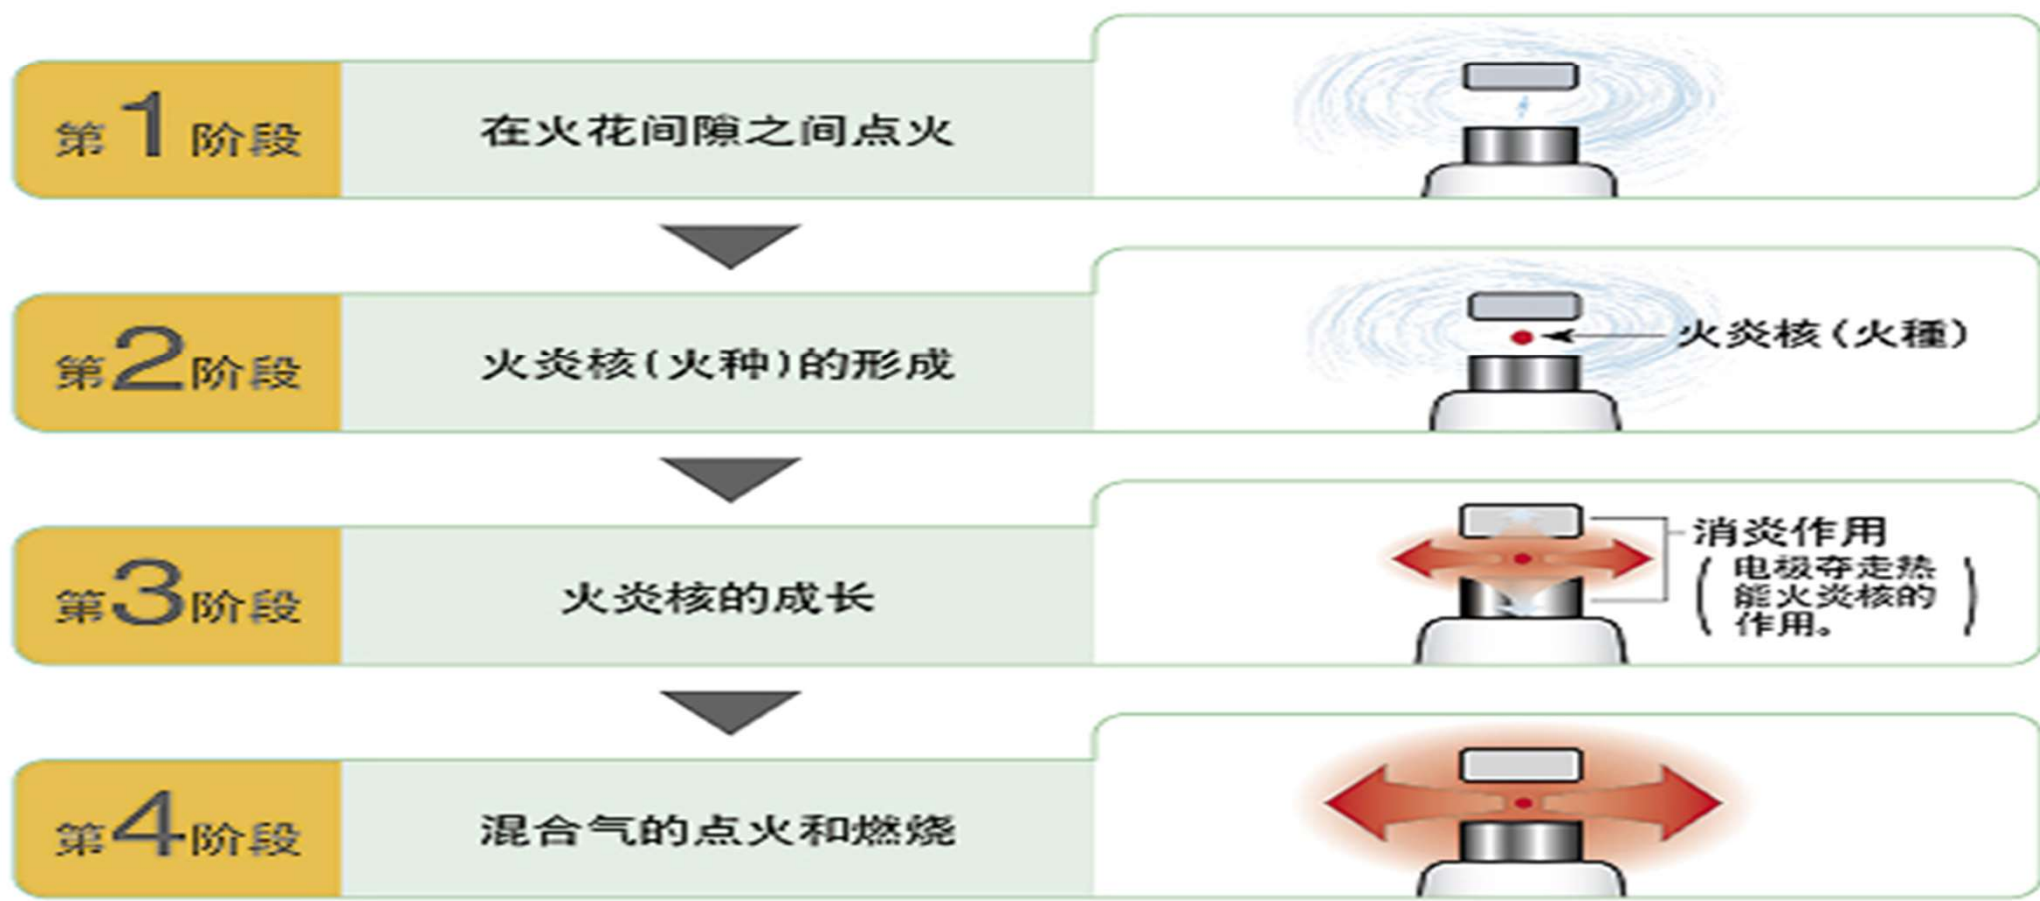 第1阶段
在火花间隙之间点火
第2阶段
火炎核(火种)的形成
火炎核(火種)
第3阶段
火炎核的成长
消炎作用
(电极夺走热
能火炎核的
作用。)
第4阶段
混合气的点火和燃烧